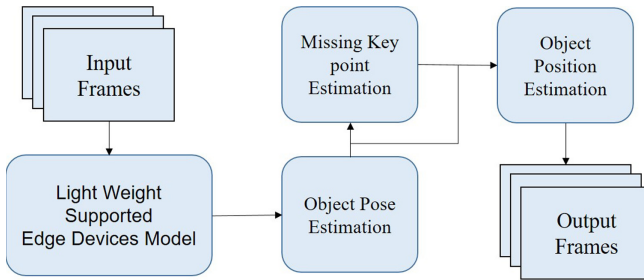 Input
Frames
Light Weight
Supported
Edge Devices Model
Object Pose
Estimation
Missing Key
point
Estimation
Object
Position
Estimation
Output
Frames